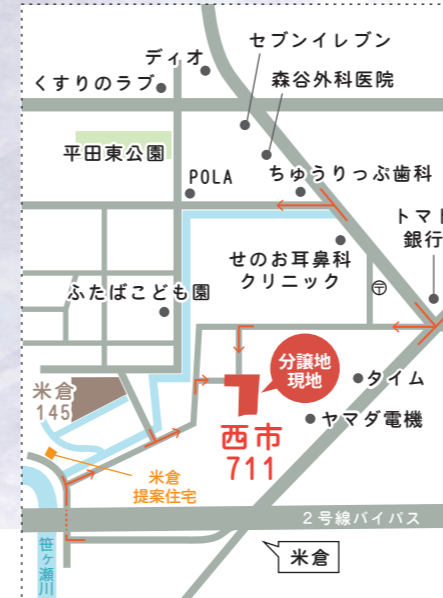 ディオ
セブンイレブン
くすりのラブ
森谷外科医院
平田東公園
POLA
ちゅうりっぷ歯科
トマト
銀行
せのお耳鼻科
クリニック
〶
ふたばこども園
分譲地
現地
米倉
145
タイム
西市
711
ヤマダ電機
米倉
提案住宅
2号線バイパス
笹ヶ瀬川
米倉